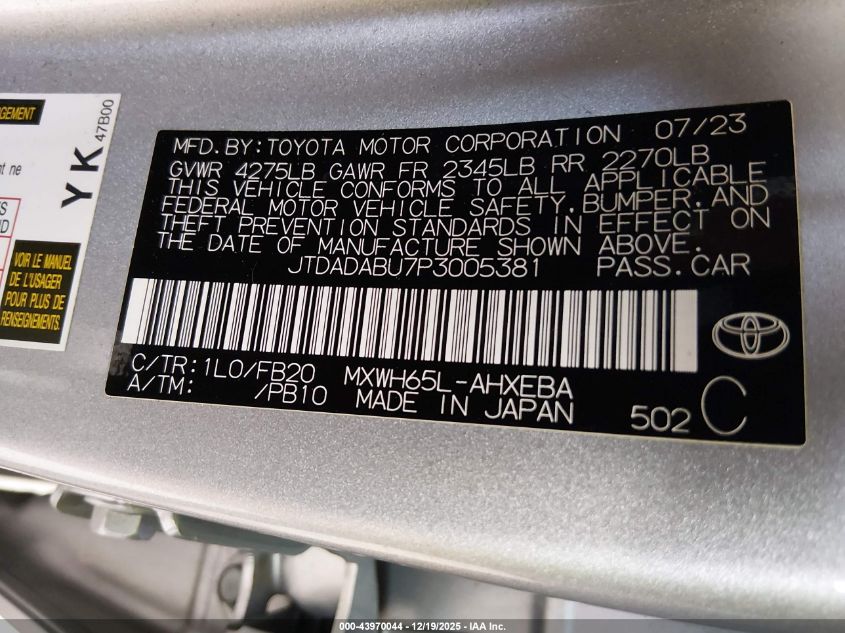 GEMENT
YK
47B00
VOIR LE MANUEL
DE L'USAGER
POUR PLUS DE
RENSEIGNEMENTS.
MFD. BY: TOYOTA MOTOR CORPORATION 07/23
GVWR 4275LB GAWR FR 2345LB RR 2270LB
THIS VEHICLE CONFORMS TO ALL APPLICABLE
FEDERAL MOTOR VEHICLE SAFETY, BUMPER, AND
THEFT PREVENTION STANDARDS IN EFFECT ON
THE DATE OF MANUFACTURE SHOWN ABOVE.
JTDADABU7P3005381 PASS. CAR
C/TR: 1L0/FB20 MXWH65L-AHXEBA
A/TM: /PB10 MADE IN JAPAN 502 C
000-43970044 - 12/19/2025 - IAA Inc.